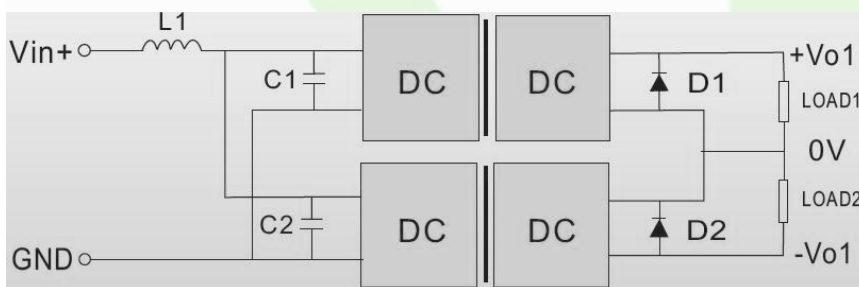 L1
Vin+
C1
DC
DC
D1
+Vo1
LOAD1
0V
C2
DC
DC
D2
LOAD2
GND
-Vo1